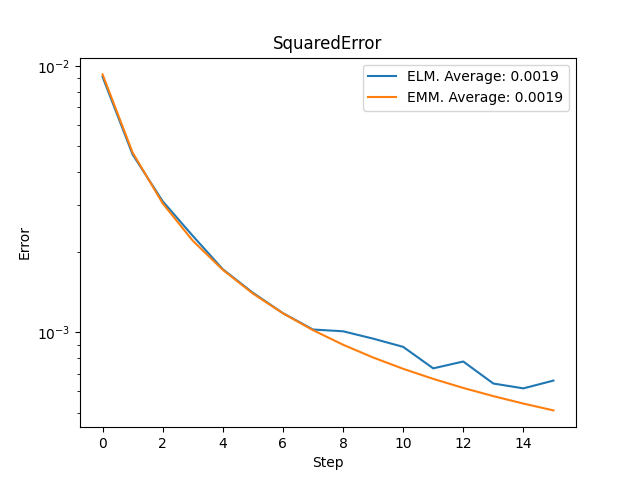 SquaredError
ELM. Average: 0.0019
EMM. Average: 0.0019
10⁻²
10⁻³
Error
0 2 4 6 8 10 12 14
Step